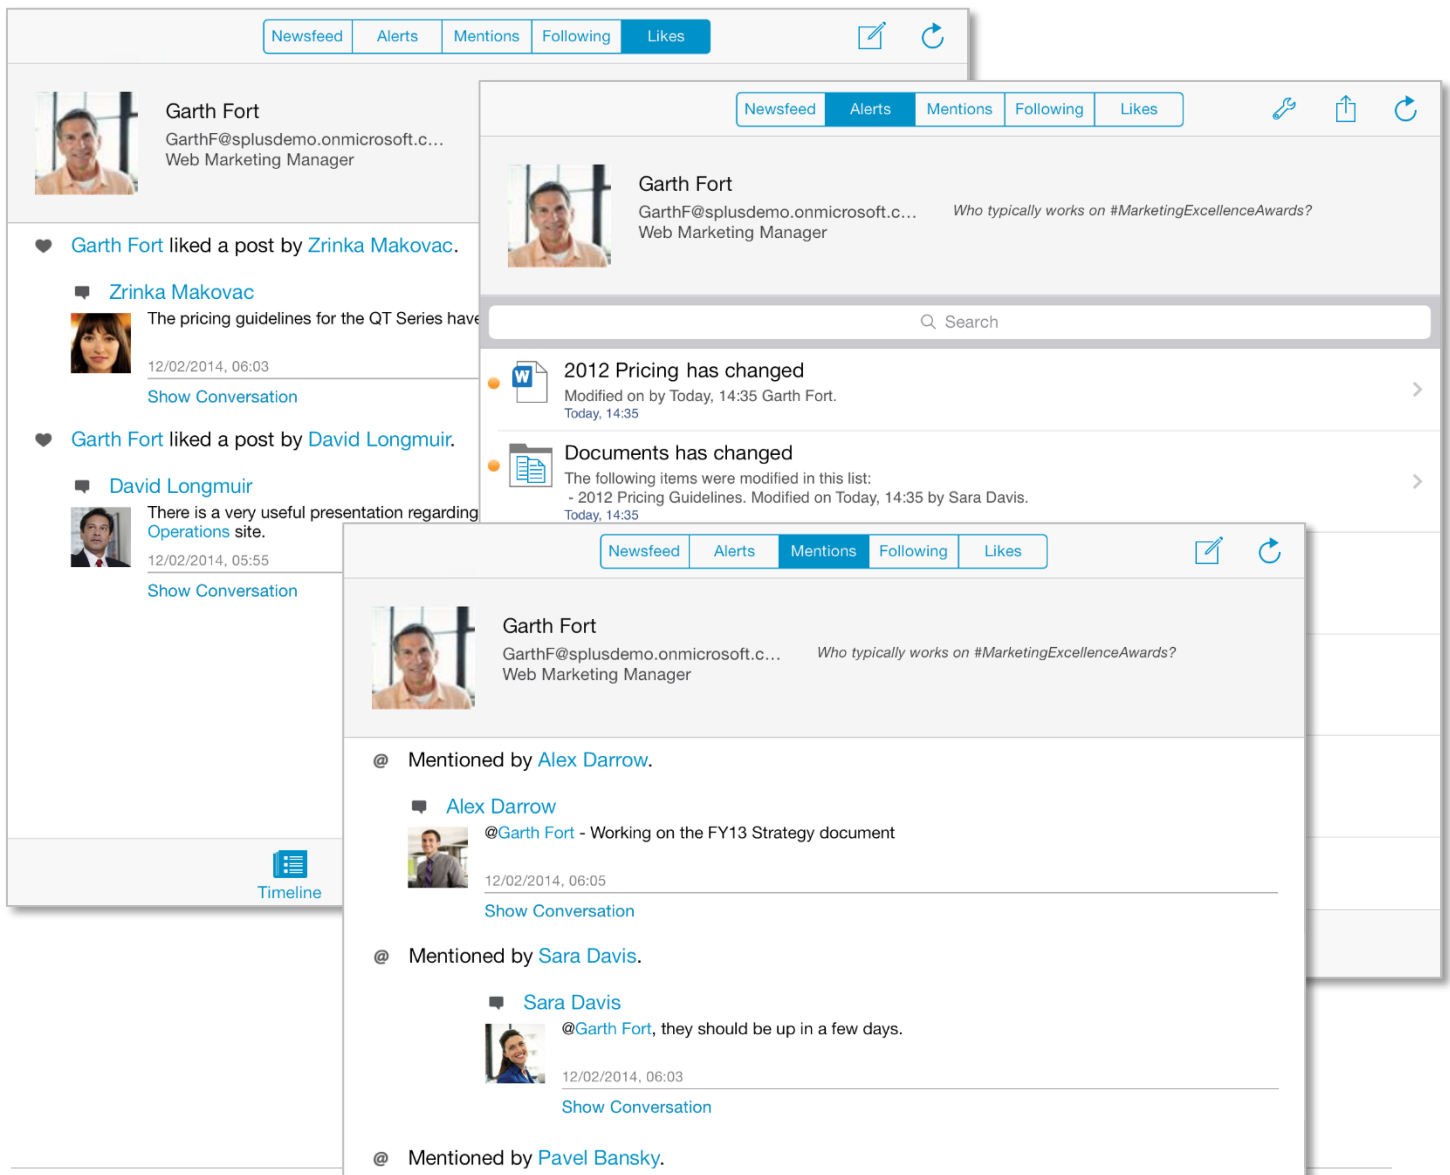 Newsfeed Alerts Mentions Following Likes
Garth Fort
GarthF@splusdemo.onmicrosoft.c...
Web Marketing Manager
Garth Fort liked a post by Zrinka Makovac.
Zrinka Makovac
The pricing guidelines for the QT Series have
12/02/2014, 06:03
Show Conversation
Garth Fort liked a post by David Longmuir.
David Longmuir
There is a very useful presentation regarding
Operations site.
12/02/2014, 05:55
Show Conversation
Timeline
Newsfeed Alerts Mentions Following Likes
Garth Fort
GarthF@splusdemo.onmicrosoft.c...
Web Marketing Manager
Who typically works on #MarketingExcellenceAwards?
Search
2012 Pricing has changed
Modified on by Today, 14:35 Garth Fort.
Today, 14:35
Documents has changed
The following items were modified in this list:
- 2012 Pricing Guidelines. Modified on Today, 14:35 by Sara Davis.
Today, 14:35
Newsfeed Alerts Mentions Following Likes
Garth Fort
GarthF@splusdemo.onmicrosoft.c...
Web Marketing Manager
Who typically works on #MarketingExcellenceAwards?
@ Mentioned by Alex Darrow.
Alex Darrow
@Garth Fort - Working on the FY13 Strategy document
12/02/2014, 06:05
Show Conversation
@ Mentioned by Sara Davis.
Sara Davis
@Garth Fort, they should be up in a few days.
12/02/2014, 06:03
Show Conversation
@ Mentioned by Pavel Bansky.